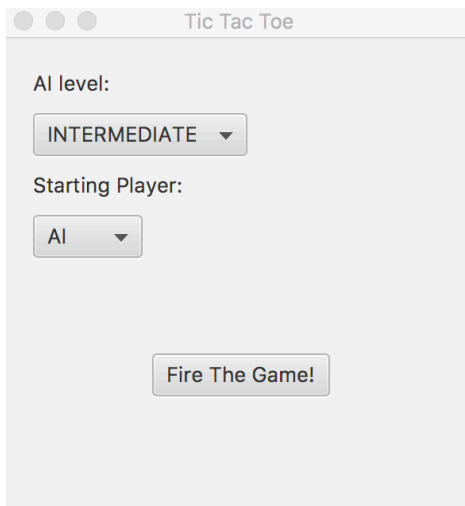 Tic Tac Toe
AI level:
INTERMEDIATE
Starting Player:
AI
Fire The Game!